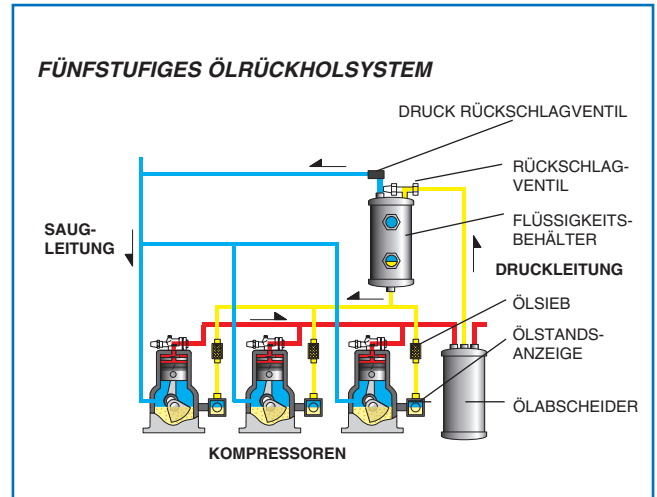 FÜNFSTUFIGES ÖLRÜCKHOLSYSTEM
DRUCK RÜCKSCHLAGVENTIL
RÜCKSCHLAG-
VENTIL
FLÜSSIGKEITS-
BEHÄLTER
SAUG-
LEITUNG
DRUCKLEITUNG
ÖLSIEB
ÖLSTANDS-
ANZEIGE
ÖLABSCHEIDER
KOMPRESSOREN